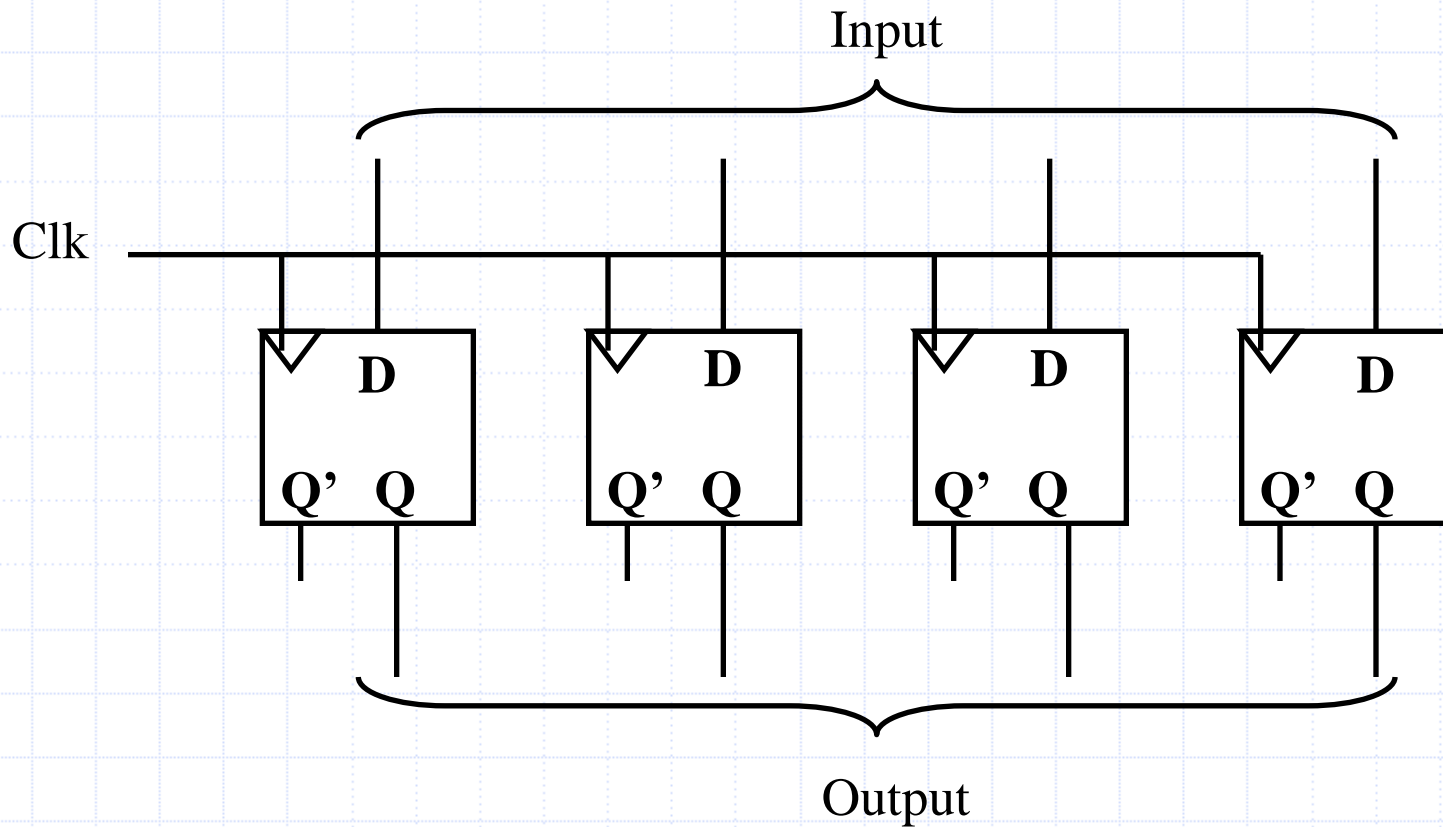 Input
Clk
D D D D
Q’ Q Q’ Q Q’ Q Q’ Q
Output